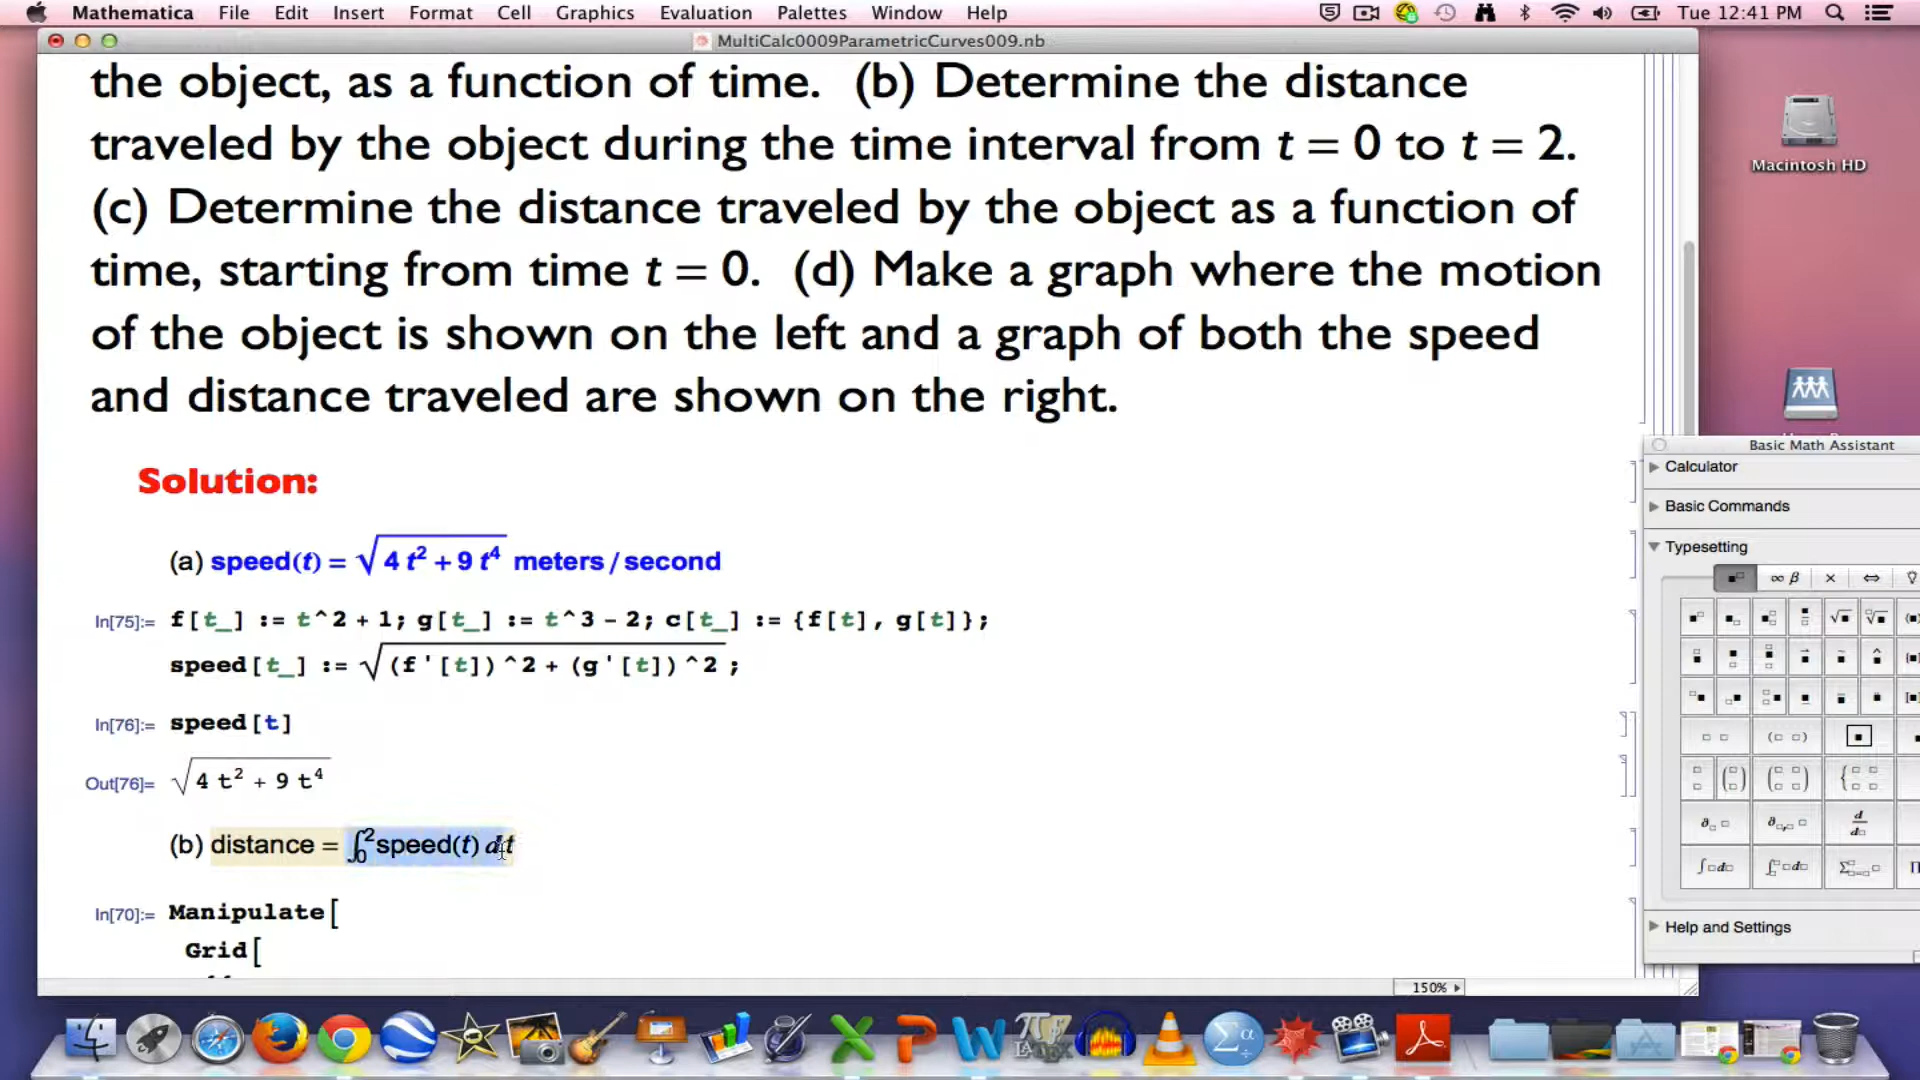 Mathematica File Edit Insert Format Cell Graphics Evaluation Palettes Window Help Tue 12:41 PM
MultiCalc0009ParametricCurves009.nb
the object, as a function of time. (b) Determine the distance
traveled by the object during the time interval from t = 0 to t = 2.
(c) Determine the distance traveled by the object as a function of
time, starting from time t = 0. (d) Make a graph where the motion
of the object is shown on the left and a graph of both the speed
and distance traveled are shown on the right.
Solution:
(a) speed(t) = √(4 t² + 9 t⁴) meters / second
In[75]:= f[t_] := t^2 + 1; g[t_] := t^3 - 2; c[t_] := {f[t], g[t]};
speed[t_] := √((f'[t])^2 + (g'[t])^2) ;
In[76]:= speed[t]
Out[76]= √(4 t² + 9 t⁴)
(b) distance = ∫₀² speed(t) dt
In[70]:= Manipulate[
Grid[
150%
Macintosh HD
Basic Math Assistant
Calculator
Basic Commands
Typesetting
Help and Settings